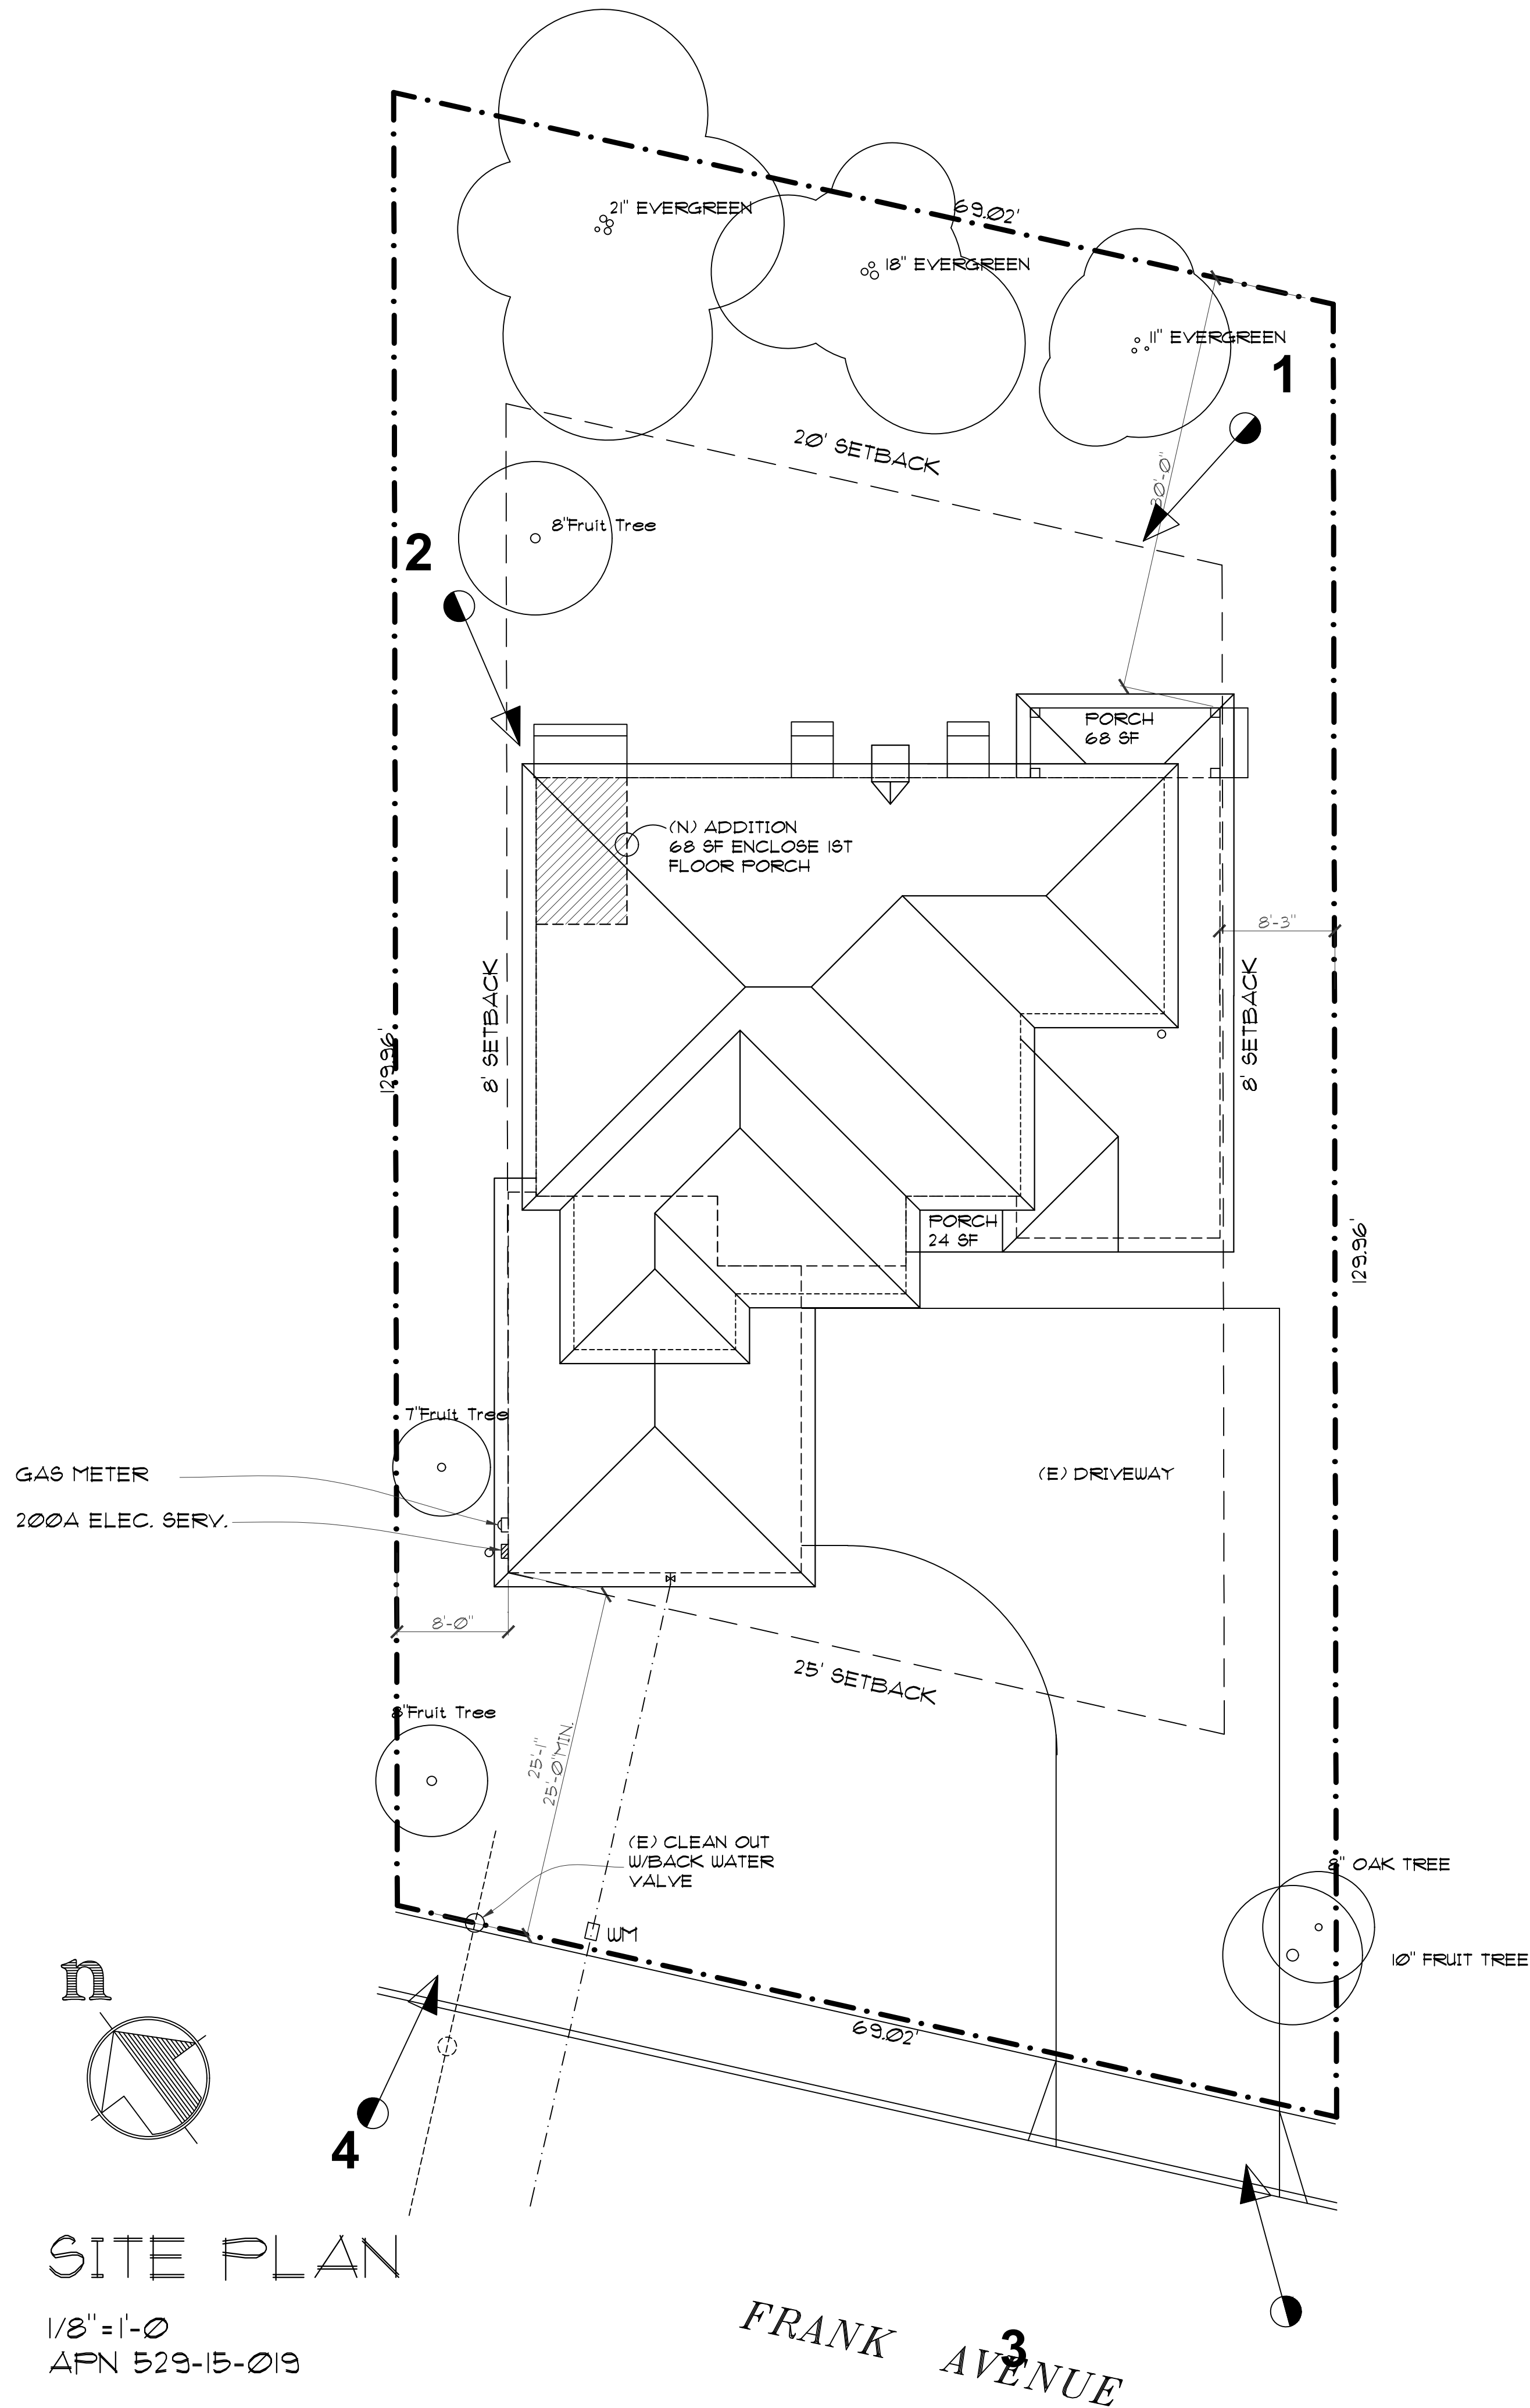 69.02'
21" EVERGREEN
18" EVERGREEN
11" EVERGREEN
1
20' SETBACK
30'-0"
8"Fruit Tree
2
PORCH
68 SF
(N) ADDITION
68 SF ENCLOSE 1ST
FLOOR PORCH
8'-3"
8' SETBACK
8' SETBACK
129.96'
129.96'
PORCH
24 SF
7"Fruit Tree
GAS METER
200A ELEC. SERV.
(E) DRIVEWAY
8'-0"
25' SETBACK
8"Fruit Tree
25'-1"
25'-0"MIN.
(E) CLEAN OUT
W/BACK WATER
VALVE
WM
8" OAK TREE
10" FRUIT TREE
n
69.02'
4
SITE PLAN
1/8"=1'-0
APN 529-15-019
FRANK AVENUE
3